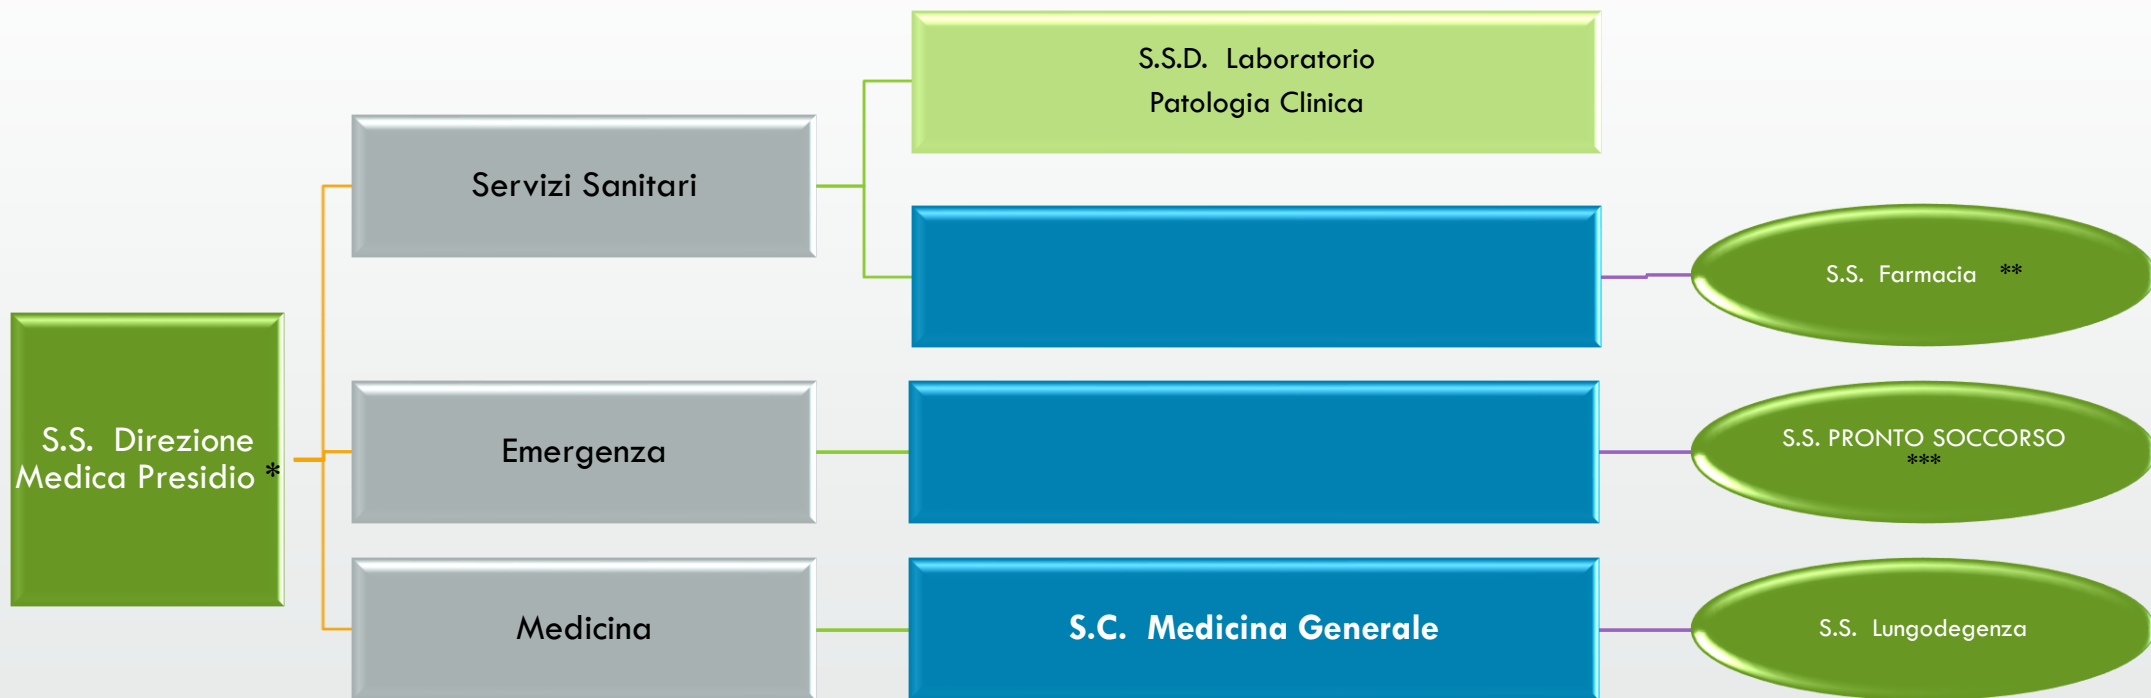 S.S. Direzione
Medica Presidio *
Servizi Sanitari
S.S.D. Laboratorio
Patologia Clinica
S.S. Farmacia **
Emergenza
S.S. PRONTO SOCCORSO
***
Medicina
S.C. Medicina Generale
S.S. Lungodegenza